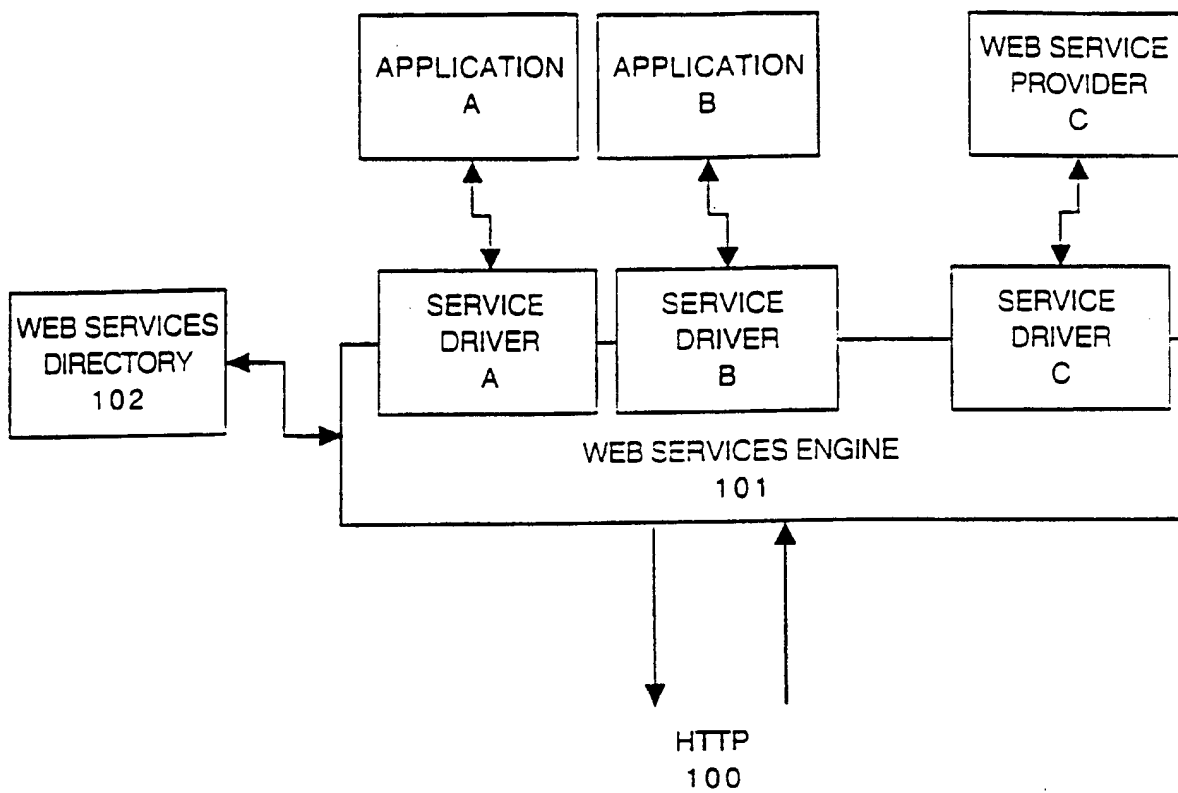 APPLICATION
A
APPLICATION
B
WEB SERVICE
PROVIDER
C
WEB SERVICES
DIRECTORY
102
SERVICE
DRIVER
A
SERVICE
DRIVER
B
SERVICE
DRIVER
C
WEB SERVICES ENGINE
101
HTTP
100